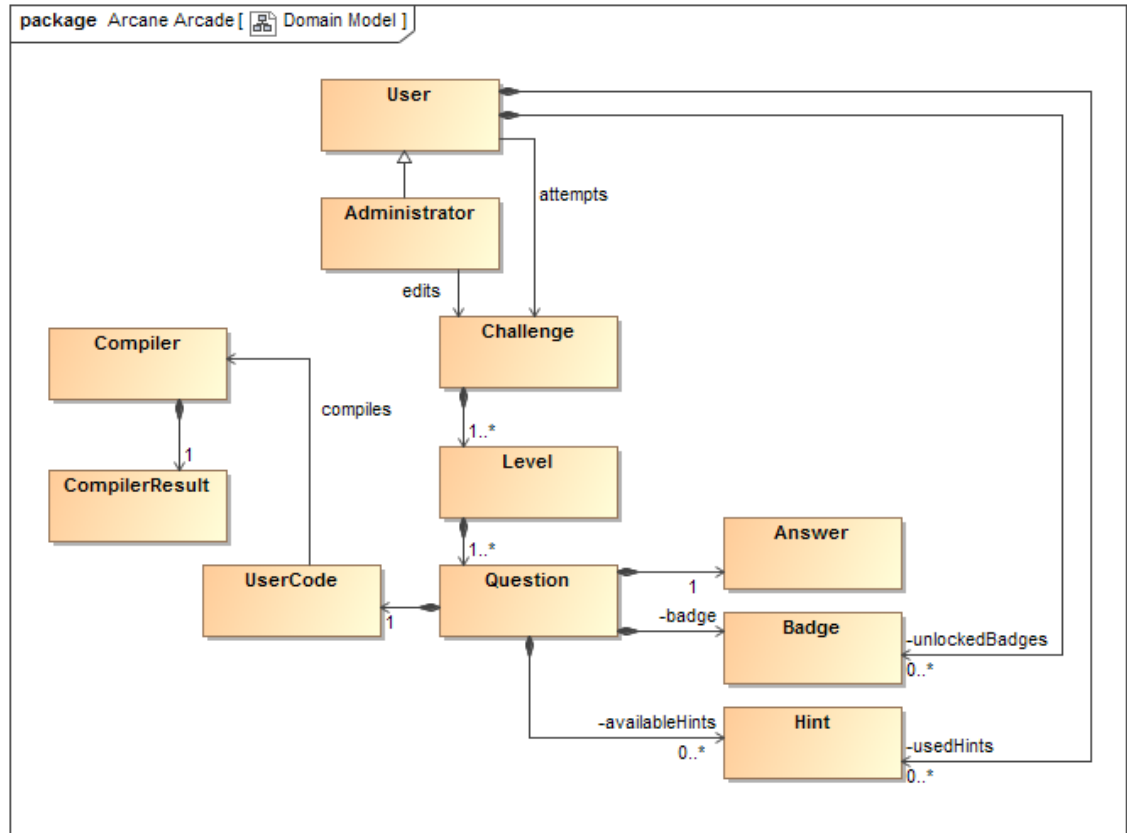 package Arcane Arcade [ Domain Model ]
User
attempts
Administrator
edits
Challenge
Compiler
compiles
1..*
1
Level
CompilerResult
1..*
Answer
UserCode
Question
1
-badge
Badge
1
-unlockedBadges
0..*
-availableHints
Hint
0..*
-usedHints
0..*